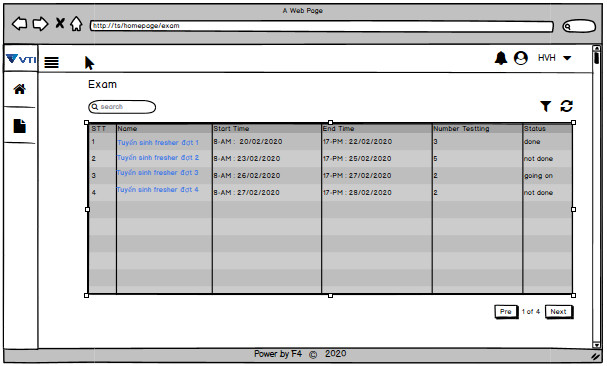 A Web Page
http://ts/homepage/exam
VTI
HVH
Exam
search
STT Name Start Time End Time Number Testting Status
1 Tuyển sinh fresher đợt 1 8-AM : 20/02/2020 17-PM : 22/02/2020 3 done
2 Tuyển sinh fresher đợt 2 8-AM : 23/02/2020 17-PM : 25/02/2020 5 not done
3 Tuyển sinh fresher đợt 3 8-AM : 26/02/2020 17-PM : 27/02/2020 2 going on
4 Tuyển sinh fresher đợt 4 8-AM : 27/02/2020 17-PM : 28/02/2020 2 not done
Pre 1 of 4 Next
Power by F4 © 2020